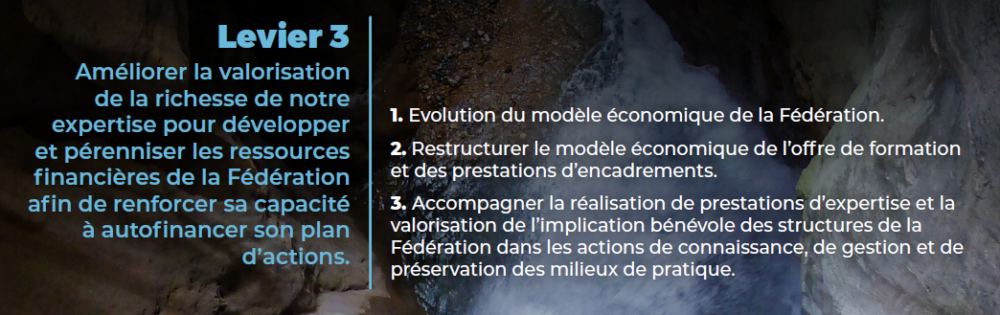 Levier 3
Améliorer la valorisation
de la richesse de notre
expertise pour développer
et pérenniser les ressources
financières de la Fédération
afin de renforcer sa capacité
à autofinancer son plan
d’actions.
1. Evolution du modèle économique de la Fédération.
2. Restructurer le modèle économique de l’offre de formation
et des prestations d’encadrements.
3. Accompagner la réalisation de prestations d’expertise et la
valorisation de l’implication bénévole des structures de la
Fédération dans les actions de connaissance, de gestion et de
préservation des milieux de pratique.